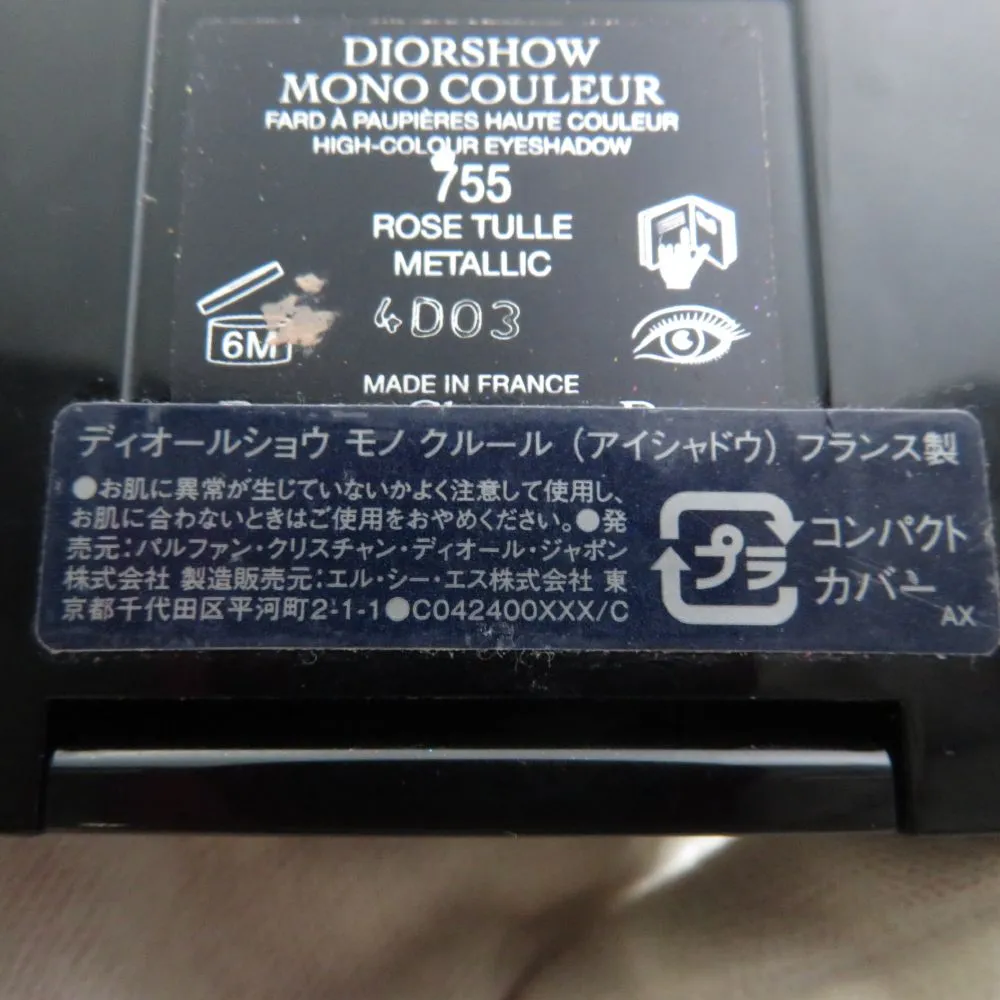 DIORSHOW
MONO COULEUR
FARD À PAUPIÈRES HAUTE COULEUR
HIGH-COLOUR EYESHADOW
755
ROSE TULLE
METALLIC
6M
4D03
MADE IN FRANCE
ディオールショウ モノ クルール（アイシャドウ）フランス製
●お肌に異常が生じていないかよく注意して使用し、
お肌に合わないときはご使用をおやめください。●発
売元:パルファン・クリスチャン・ディオール・ジャポン
株式会社 製造販売元:エル・シー・エス株式会社 東
京都千代田区平河町2-1-1●C042400XXX/C
プラ
コンパクト
カバー
AX